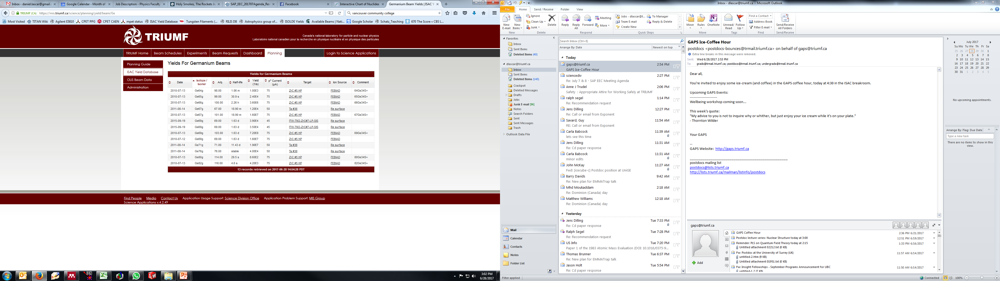 Inbox - daniel.lascar@gmail.c
Google Calendar - Month of
Job Description - Physics Faculty
Holy Smokes, The Rockets Ju
SAP_EEC_201707Agenda_Rev
Facebook
Interactive Chart of Nuclides
Germanium Beam Yields | ISAC Y
TRIUMF (CA) https://mis.triumf.ca/science/planning/yield/beam/Ge
vancouver community college
Most Visited TITAN Wiki Agilent E5810 CPET PPG CPET CAEN mpet status ISAC Yield Database Tungsten Filaments (... RILIS DB Astrophysics group of... ISOLDE Yields Available Beams | Nati... Google Scholar Schatz_Teaching 670 The Score « CBS L...
TRIUMF
Canada's national laboratory for particle and nuclear physics
Laboratoire national canadien pour la recherche en physique nucléaire et en physique des particules
TRIUMF Home Beam Schedules Experiments Beam Requests Dashboard Planning Login to Science Applications
Planning Guide
ISAC Yield Database
OLIS Beam Data
Administration
Yields For Germanium Beams
Yields for Germanium Beams
Date Isotope / Isomer A/q Half-life Yield (1/s) p+ Current (µA) Target Ion Source Comment
2010-07-13 Ge64g 98.00 1.06 m 1.00E3 75 ZrC #5 HP FEBIAD 64Ge34S+
2010-07-13 Ge65g 99.00 30.9 s 2.40E4 75 ZrC #5 HP FEBIAD 65Ge34S+
2010-07-13 Ge66g 100.00 2.26 h 3.60E6 75 ZrC #5 HP FEBIAD 66Ge34S+
2011-08-14 Ge67g 67.00 18.90 m 1.20E4 50 Ta #36 Re surface
2010-07-13 Ge67g 101.00 18.90 m 1.60E7 75 ZrC #5 HP FEBIAD 67Ge34S+
2015-09-19 Ge69g 69.00 1.63 d 3.90E4 45 ITW-TM2-ZrC#7-LP-SIS Re surface
2015-09-19 Ge69g 69.00 1.63 d 3.50E4 45 ITW-TM2-ZrC#7-LP-SIS Re surface
2010-07-13 Ge69g 103.00 1.63 d 7.20E8 75 ZrC #5 HP FEBIAD 69Ge34S+
2010-07-12 Ge69g 69.00 1.63 d 1.60E7 75 ZrC #5 HP FEBIAD
2011-08-14 Ge71g 71.00 11.43 d 1.90E7 50 Ta #36 Re surface
2011-08-14 Ge76g 76.00 stable 4.00E4 50 Ta #36 Re surface
2010-07-13 Ge80g 114.00 29.5 s 8.60E2 75 ZrC #5 HP FEBIAD 80Ge34S+
2010-07-13 Ge82g 116.00 4.6 s 4.20E3 75 ZrC #5 HP FEBIAD 82Ge34S+
13 records retrieved on 2017-06-28 14:54:28 PDT
Find People Media Contact Us Application Usage Support: Science Division Office Application Problem Support: MIS Group
Science Applications v.4.2.49
3:02 PM
6/28/2017
Inbox - dlascar@triumf.ca - Microsoft Outlook
File Home Send / Receive Folder View
New E-mail
New Items
New
Ignore
Clean Up
Junk
Delete
Delete
Reply
Reply All
Forward
Meeting
More
Respond
Jobs - dlascar@t...
Team E-mail
Create New
To Manager
Reply & Delete
Quick Steps
Move
Rules
OneNote
Move
Unread/ Read
Follow Up
Tags
Find a Contact
Address Book
Filter E-mail
Find
Send/Receive All Folders
Send/Receive
Favorites
Inbox
Sent Items
Deleted Items (40)
dlascar@triumf.ca
Inbox
Sent Items
Deleted Items (140)
Crackpot
Deleted Messages
Drafts
Jobs
Junk E-mail [96]
Notes
Search Folders
Sent
Sent Messages
Trash
Outlook Data File
Mail
Calendar
Contacts
Notes
Folder List
Search Inbox (Ctrl+E)
Arrange By: Date Newest on top
Today
gaps@triumf.ca 2:54 PM
GAPS Ice-Coffee Hour
sciencediv 2:27 PM
Re: July 7 & 8 - SAP EEC Meeting Agenda
Anne J Trudel 2:06 PM
Safety : Appropriate Attire for Working Safely at TRIUMF
ralph segel 1:14 PM
Re: Recommendation request
Jens Dilling 12:27 PM
Re: Call or email from Exponent
Savard, Guy 11:54 AM
RE: Call or email from Exponent
Carla Babcock 11:39 AM
lets see this time
Jens Dilling 11:31 AM
Re: Cd paper response
Carla Babcock 11:31 AM
minor edits
John McKay 11:27 AM
Fwd: [icecube-c] Postdoc position at UniGE
Barry Davids 9:42 AM
Re: New plan for EMMATrap talk
Mhd Moukaddam 2:18 AM
Re: Dominion (Canada) day
Matthew Williams 12:18 AM
Re: Dominion (Canada) day
Yesterday
Jens Dilling Tue 7:33 PM
Re: Cd paper response
Ralph Segel Tue 7:28 PM
Re: Recommendation request
US Info Tue 7:20 PM
Paper 1 of the 1983 Atomic Mass Evaluation (DOI: 10.1016/0375-9...
Thomas Brunner Tue 6:37 PM
Re: New plan for EMMATrap talk
Jason Holt Tue 5:54 PM
Re: Cd paper response
GAPS Ice-Coffee Hour
postdocs <postdocs-bounces@trmail.triumf.ca> on behalf of gaps@triumf.ca
Extra line breaks in this message were removed.
Sent: Wed 6/28/2017 2:53 PM
To: grads@trmail.triumf.ca; postdocs@trmail.triumf.ca; undergrads@trmail.triumf.ca
Dear all,
You're invited to enjoy some ice-cream (and coffee) in the GAPS coffee hour, today at 4:30 in the ISAC breakroom.
Upcoming GAPS Events:
---------------------
Wellbeing workshop coming soon...
This week's quote:
"My advice to you is not to inquire why or whither, but just enjoy your ice cream while it's on your plate."
- Thornton Wilder
Your GAPS
--
GAPS Website: http://gaps.triumf.ca
_______________________________________________
postdocs mailing list
postdocs@lists.triumf.ca
http://lists.triumf.ca/mailman/listinfo/postdocs
gaps@triumf.ca
Add
GAPS Coffee Hour 2:36 PM 6/21/2017
Postdoc lecture series: Nuclear Structure today at 3:00 12:51 PM 6/19/2017
Reminder: PLS on Quantum Field Theory today at 2:15 1:33 PM 6/16/2017
Untitled attachment 02212.txt (0 KB)
Fw: Postdoc at the University of Surrey (UK) 11:57 AM 6/14/2017
untitled-2.htm (9 KB)
Untitled attachment 01951.txt (0 KB)
Fw: Insight Fellowships - September Programs Announcement for UBC 11:50 AM 6/14/2017
untitled-1.2 (7 KB)
July 2017
Su Mo Tu We Th Fr Sa
25 26 27 28 29 30 1
2 3 4 5 6 7 8
9 10 11 12 13 14 15
16 17 18 19 20 21 22
23 24 25 26 27 28 29
30 31 1 2 3 4 5
No upcoming appointments.
Arrange By: Flag: Due Date
Type a new task
There are no items to show in this view.
Filter applied
Connected 100%